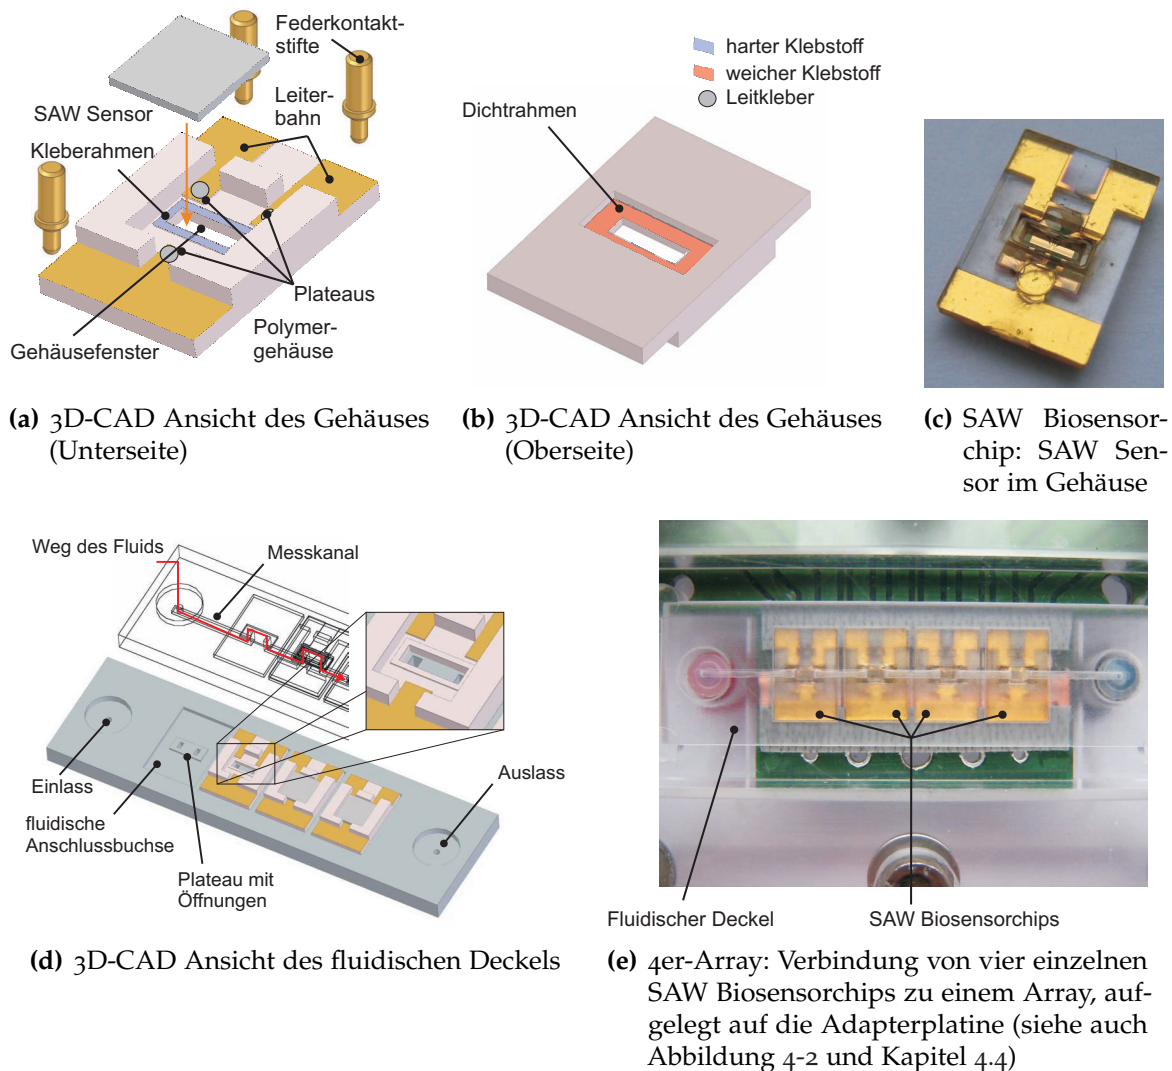 Federkontakt-
stifte
SAW Sensor
Leiter-
bahn
Kleberahmen
Plateaus
Gehäusefenster
Polymer-
gehäuse
harter Klebstoff
weicher Klebstoff
Leitkleber
Dichtrahmen
(a) 3D-CAD Ansicht des Gehäuses
(Unterseite)
(b) 3D-CAD Ansicht des Gehäuses
(Oberseite)
(c) SAW Biosensor-
chip: SAW Sen-
sor im Gehäuse
Weg des Fluids
Messkanal
Einlass
Auslass
fluidische
Anschlussbuchse
Plateau mit
Öffnungen
(d) 3D-CAD Ansicht des fluidischen Deckels
Fluidischer Deckel
SAW Biosensorchips
(e) 4er-Array: Verbindung von vier einzelnen
SAW Biosensorchips zu einem Array, auf-
gelegt auf die Adapterplatine (siehe auch
Abbildung 4-2 und Kapitel 4.4)